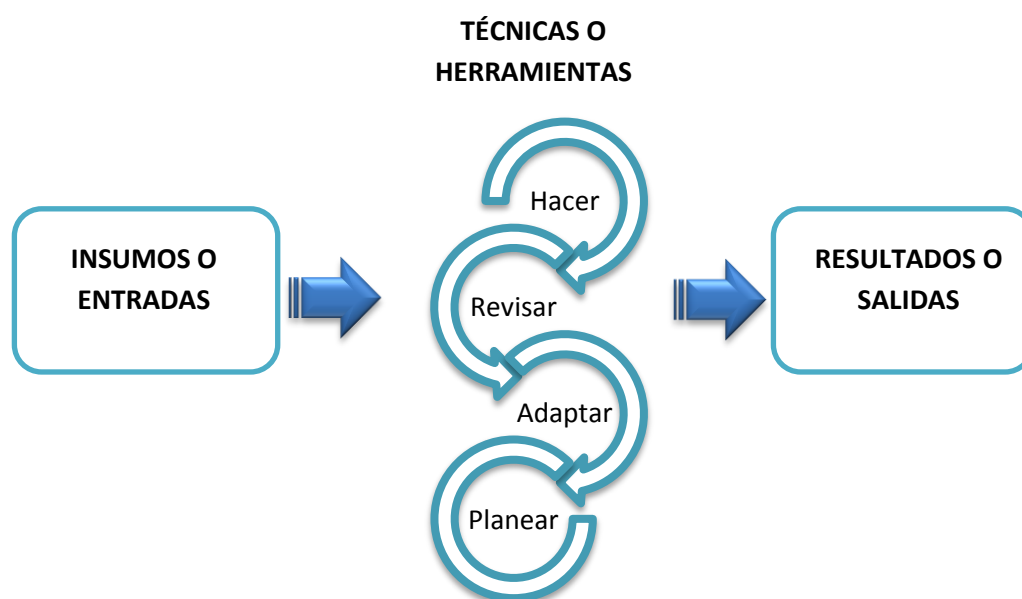 TÉCNICAS O
HERRAMIENTAS
INSUMOS O
ENTRADAS
Hacer
Revisar
Adaptar
Planear
RESULTADOS O
SALIDAS